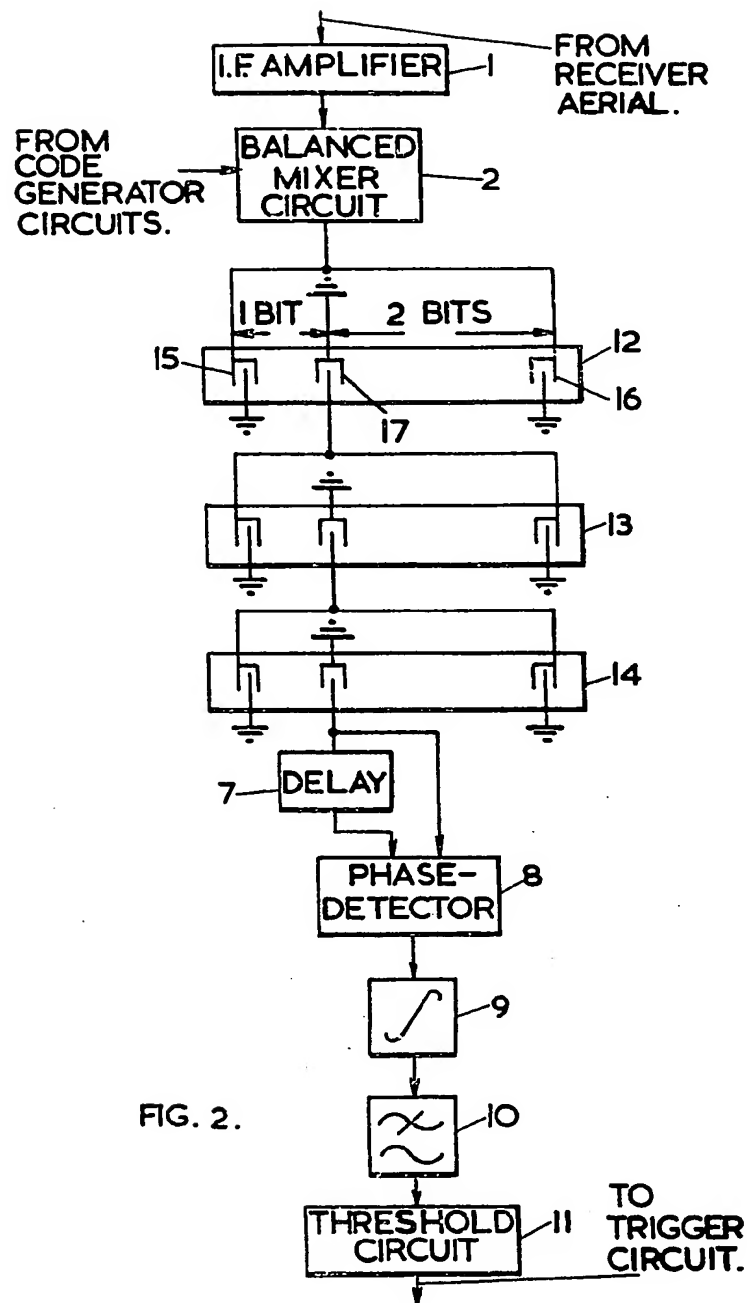 FROM
RECEIVER
AERIAL.
I.F. AMPLIFIER
1
FROM
CODE
GENERATOR
CIRCUITS.
BALANCED
MIXER
CIRCUIT
2
1 BIT
2 BITS
15
12
16
17
13
14
7
DELAY
PHASE-
DETECTOR
8
9
10
FIG. 2.
THRESHOLD
CIRCUIT
11
TO
TRIGGER
CIRCUIT.